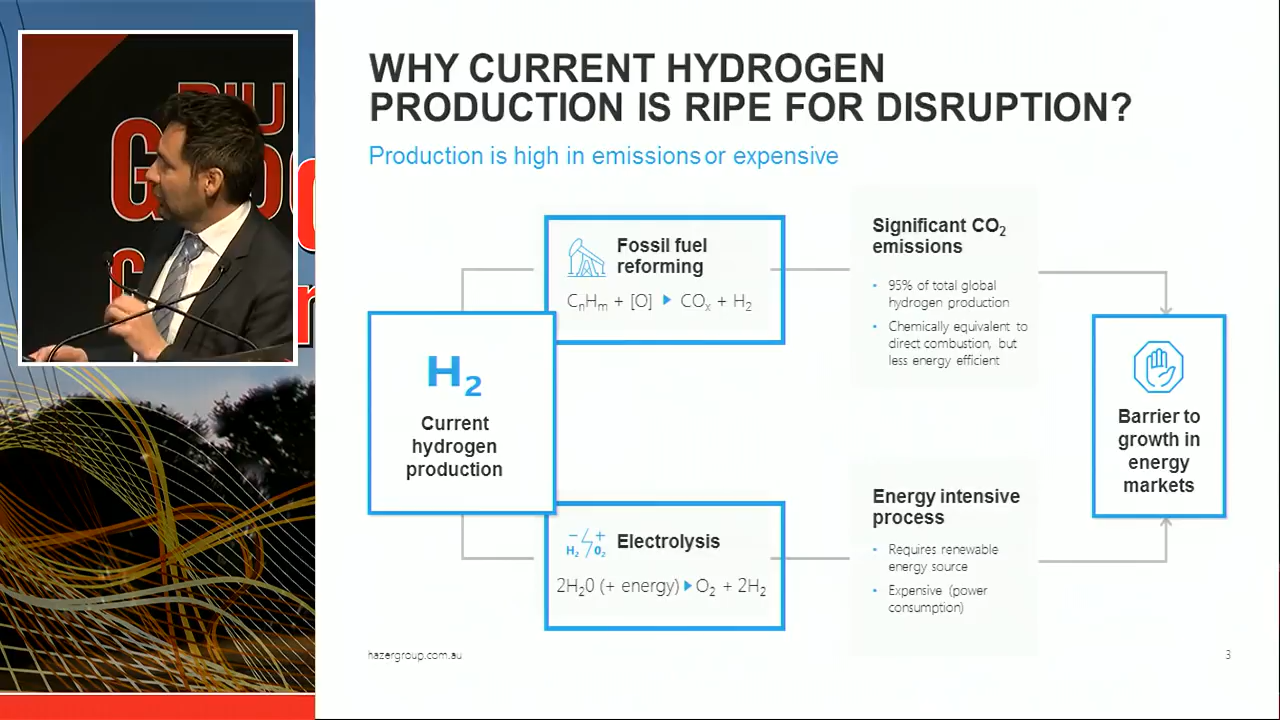 WHY CURRENT HYDROGEN
PRODUCTION IS RIPE FOR DISRUPTION?
Production is high in emissions or expensive
Fossil fuel
reforming
CₙHₘ + [O] ▶ COₓ + H₂
Significant CO₂
emissions
• 95% of total global
hydrogen production
• Chemically equivalent to
direct combustion, but
less energy efficient
H₂
Current
hydrogen
production
Barrier to
growth in
energy
markets
− +
H₂ O₂
Electrolysis
2H₂0 (+ energy) ▶ O₂ + 2H₂
Energy intensive
process
• Requires renewable
energy source
• Expensive (power
consumption)
hazergroup.com.au
3